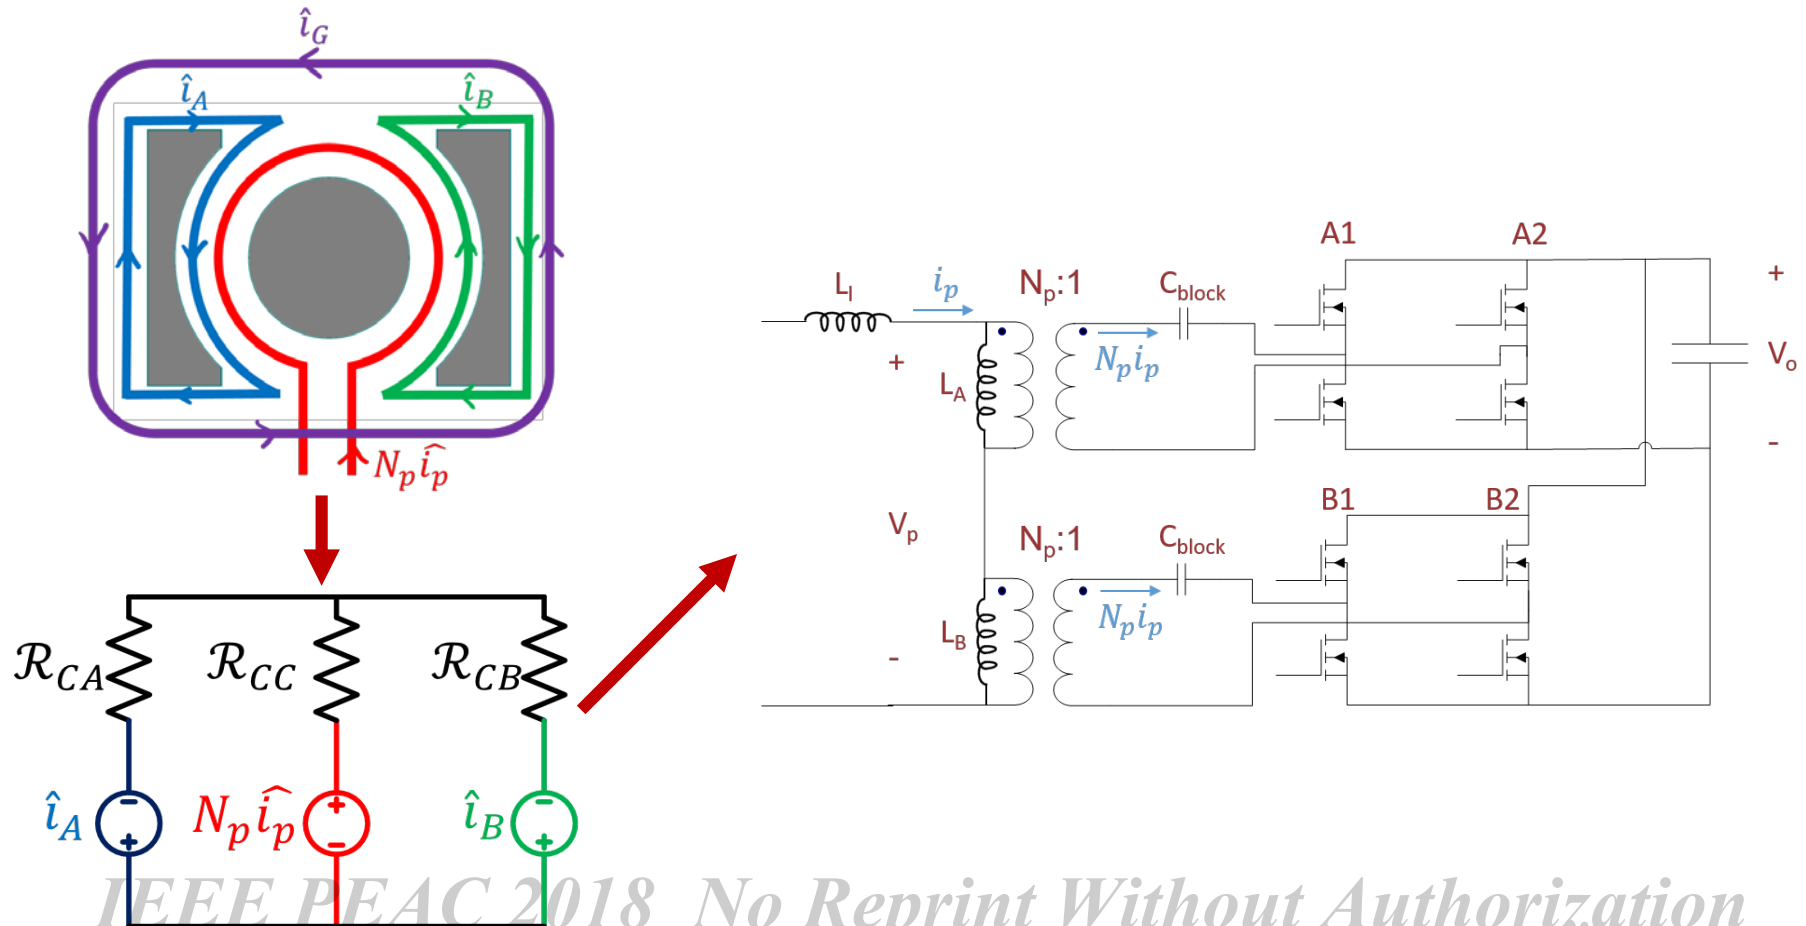 î_G
î_A
î_B
N_p î_p
R_CA
R_CC
R_CB
î_A
N_p î_p
î_B
L_l
i_p
N_p:1
C_block
A1
A2
+
+
L_A
N_p i_p
V_o
-
V_p
N_p:1
C_block
B1
B2
L_B
N_p i_p
-
IEEE PEAC 2018 No Reprint Without Authorization